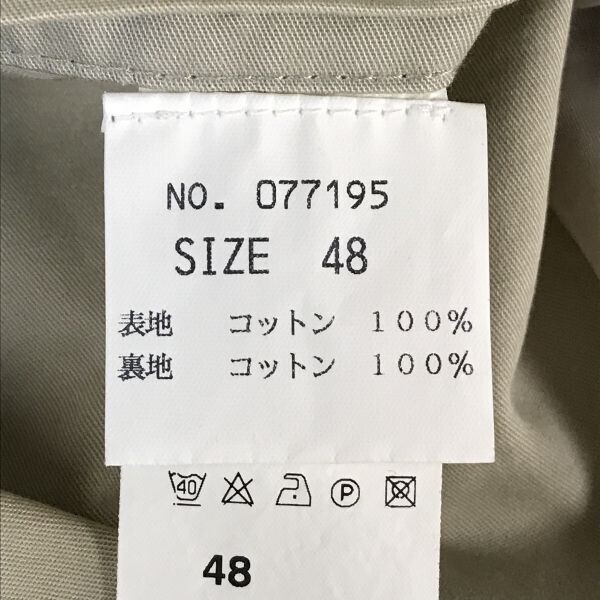 NO. 077195
SIZE 48
表地 コットン 100%
裏地 コットン 100%
40 P
48